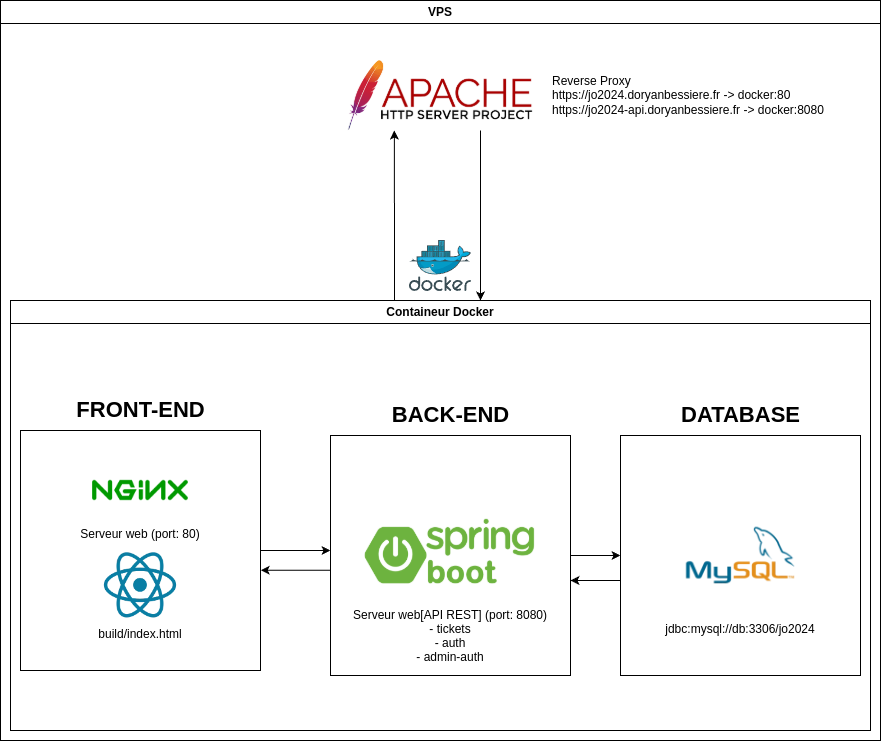 VPS
APACHE
HTTP SERVER PROJECT
Reverse Proxy
https://jo2024.doryanbessiere.fr -> docker:80
https://jo2024-api.doryanbessiere.fr -> docker:8080
docker
Containeur Docker
FRONT-END
BACK-END
DATABASE
NGINX
Serveur web (port: 80)
build/index.html
spring
boot
Serveur web[API REST] (port: 8080)
- tickets
- auth
- admin-auth
MySQL
jdbc:mysql://db:3306/jo2024